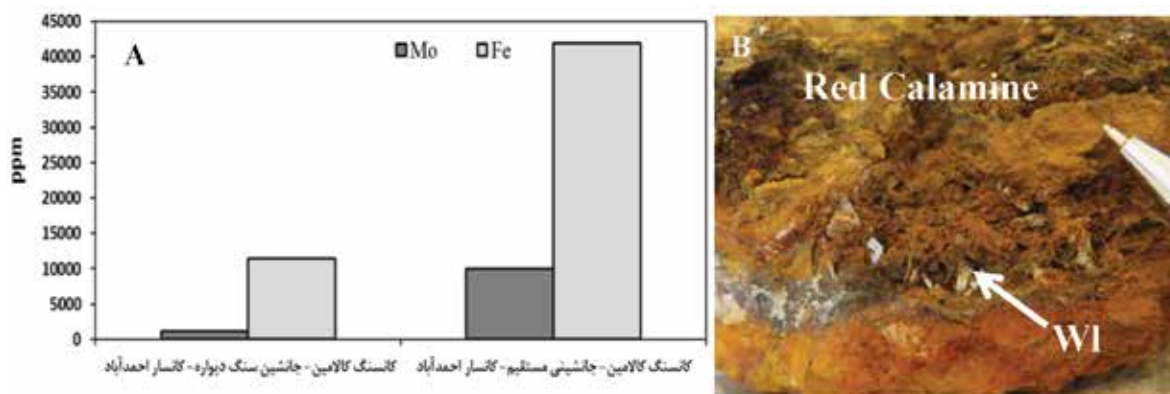 A
Mo
Fe
45000
40000
35000
30000
25000
20000
15000
10000
5000
0
ppm
کانسنگ کالامین- جانشین سنگ دیواره- کانسار احمدآباد
کانسنگ کالامین- جانشینی مستقیم- کانسار احمدآباد
B
Red Calamine
Wl